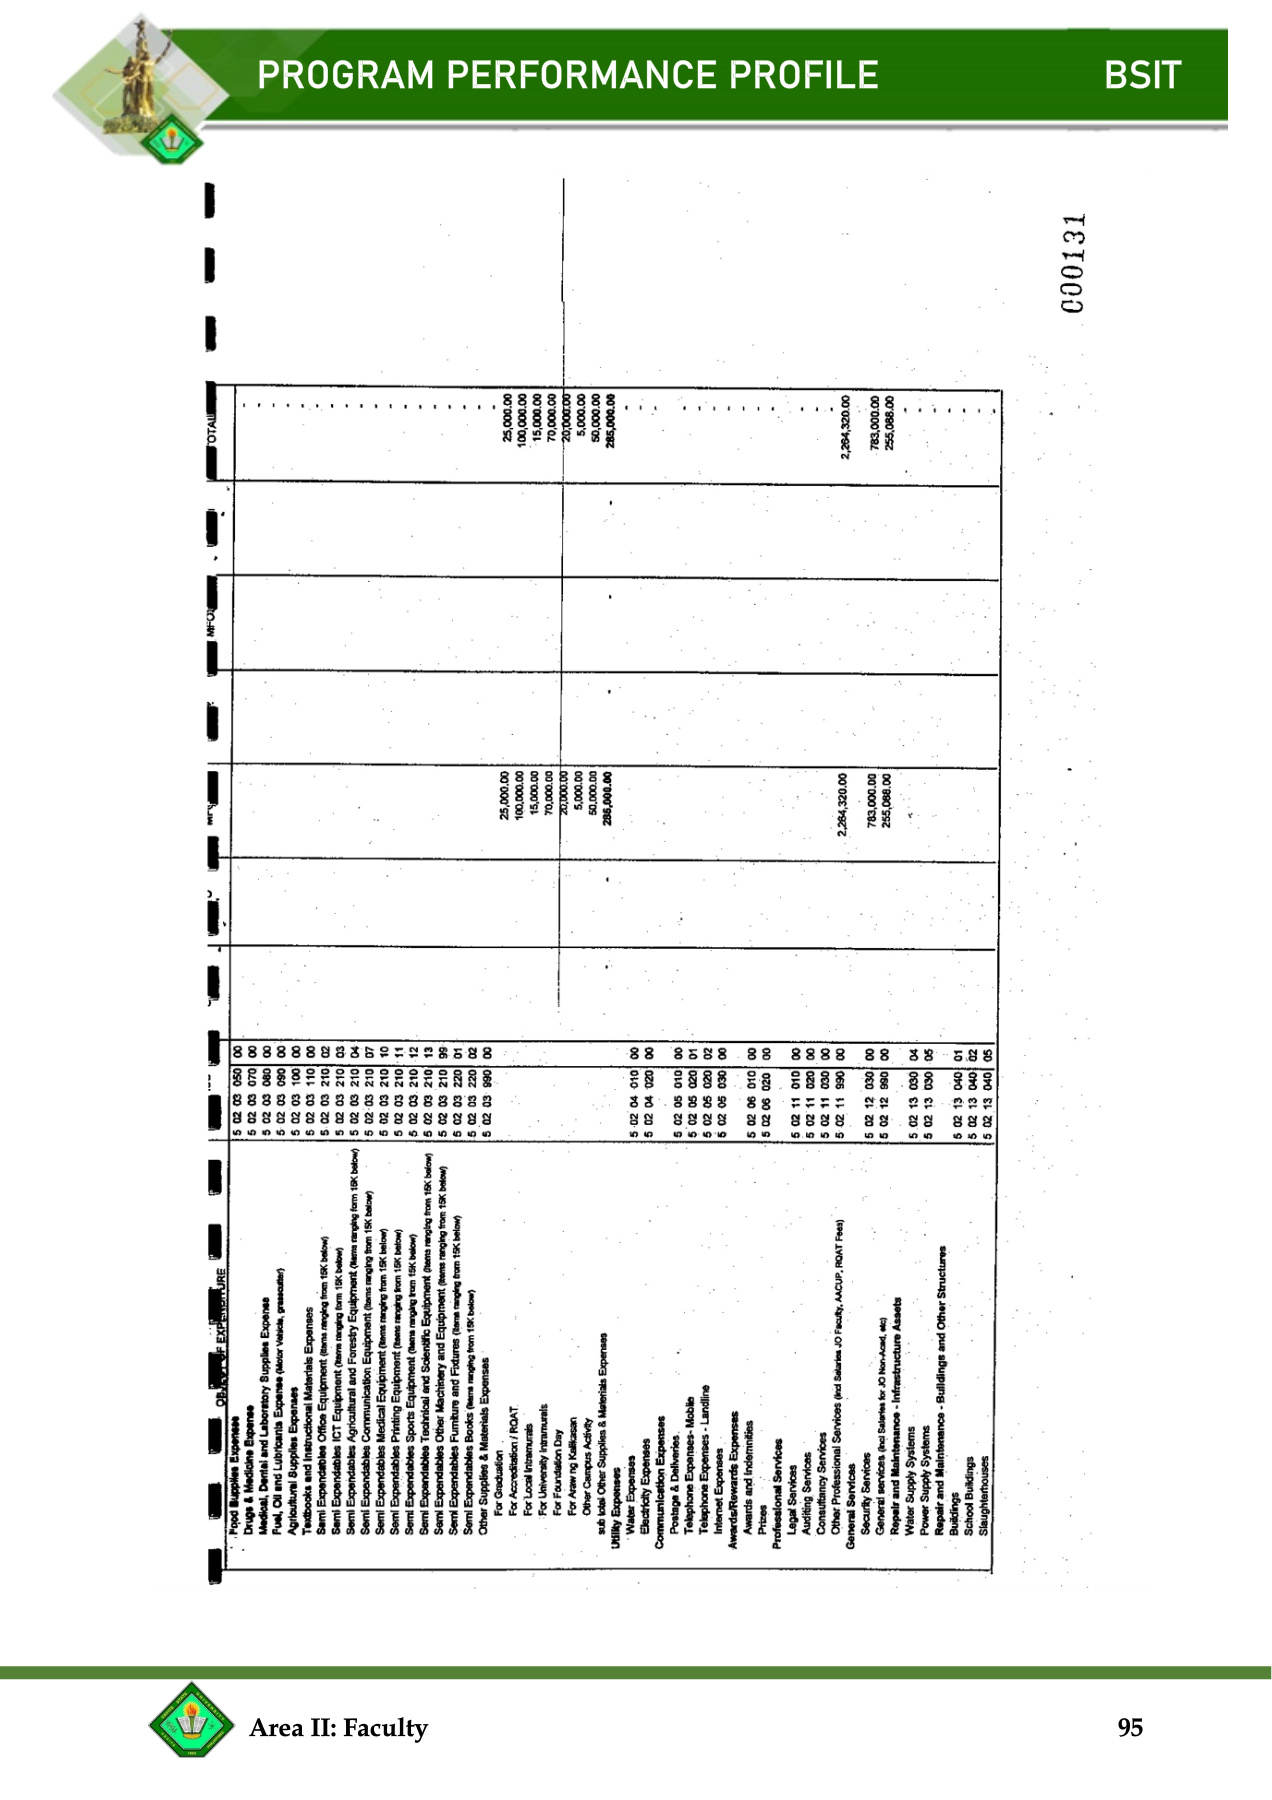 PROGRAM PERFORMANCE PROFILE BSIT
000131
OBJECT OF EXPENDITURE TOTAL
Food Supplies Expenses 5 02 03 050 00 -
Drugs & Medicine Expense 5 02 03 070 00 -
Medical, Dental and Laboratory Supplies Expense 5 02 03 080 00 -
Fuel, Oil and Lubricants Expense (Motor Vehicle, grasscutter) 5 02 03 090 00 -
Agricultural Supplies Expenses 5 02 03 100 00 -
Textbooks and Instructional Materials Expenses 5 02 03 110 00 -
Semi Expendables Office Equipment (items ranging from 15K below) 5 02 03 210 02 -
Semi Expendables ICT Equipment (items ranging form 15K below) 5 02 03 210 03 -
Semi Expendables Agricultural and Forestry Equipment (items ranging form 15K below) 5 02 03 210 04 -
Semi Expendables Communication Equipment (items ranging from 15K below) 5 02 03 210 07 -
Semi Expendables Medical Equipment (items ranging from 15K below) 5 02 03 210 10 -
Semi Expendables Printing Equipment (items ranging from 15K below) 5 02 03 210 11 -
Semi Expendables Sports Equipment (items ranging from 15K below) 5 02 03 210 12 -
Semi Expendables Technical and Scientific Equipment (items ranging from 15K below) 5 02 03 210 13 -
Semi Expendables Other Machinery and Equipment (items ranging from 15K below) 5 02 03 210 99 -
Semi Expendables Furniture and Fixtures (items ranging from 15K below) 5 02 03 220 01 -
Semi Expendables Books (items ranging from 15K below) 5 02 03 220 02 -
Other Supplies & Materials Expenses 5 02 03 990 00 -
For Graduation 25,000.00 25,000.00
For Accreditation / RQAT 100,000.00 100,000.00
For Local Intramurals 15,000.00 15,000.00
For University Intramurals 70,000.00 70,000.00
For Foundation Day 20,000.00 20,000.00
For Araw ng Kalikasan 5,000.00 5,000.00
Other Campus Activity 50,000.00 50,000.00
sub total Other Supplies & Materials Expenses 285,000.00 285,000.00
Utility Expenses -
Water Expenses 5 02 04 010 00 -
Electricity Expenses 5 02 04 020 00 -
Communication Expenses
Postage & Deliveries 5 02 05 010 00 -
Telephone Expenses- Mobile 5 02 05 020 01 -
Telephone Expenses - Landline 5 02 05 020 02 -
Internet Expenses 5 02 05 030 00 -
Awards/Rewards Expenses -
Awards and Indemnities 5 02 06 010 00 -
Prizes 5 02 06 020 00 -
Professional Services
Legal Services 5 02 11 010 00 -
Auditing Services 5 02 11 020 00 -
Consultancy Services 5 02 11 030 00 -
Other Professional Services (incl Salaries JO Faculty, AACUP, RQAT Fees) 5 02 11 990 00 2,264,320.00 2,264,320.00
General Services
Security Services 5 02 12 030 00 783,000.00 783,000.00
General services (incl Salaries for JO Non-Acad, etc) 5 02 12 990 00 255,088.00 255,088.00
Repair and Maintenance - Infrastructure Assets -
Water Supply Systems 5 02 13 030 04 -
Power Supply Systems 5 02 13 030 05 -
Repair and Maintenance - Buildings and Other Structures -
Buildings 5 02 13 040 01 -
School Buildings 5 02 13 040 02 -
Slaughterhouses 5 02 13 040 05 -
Area II: Faculty 95